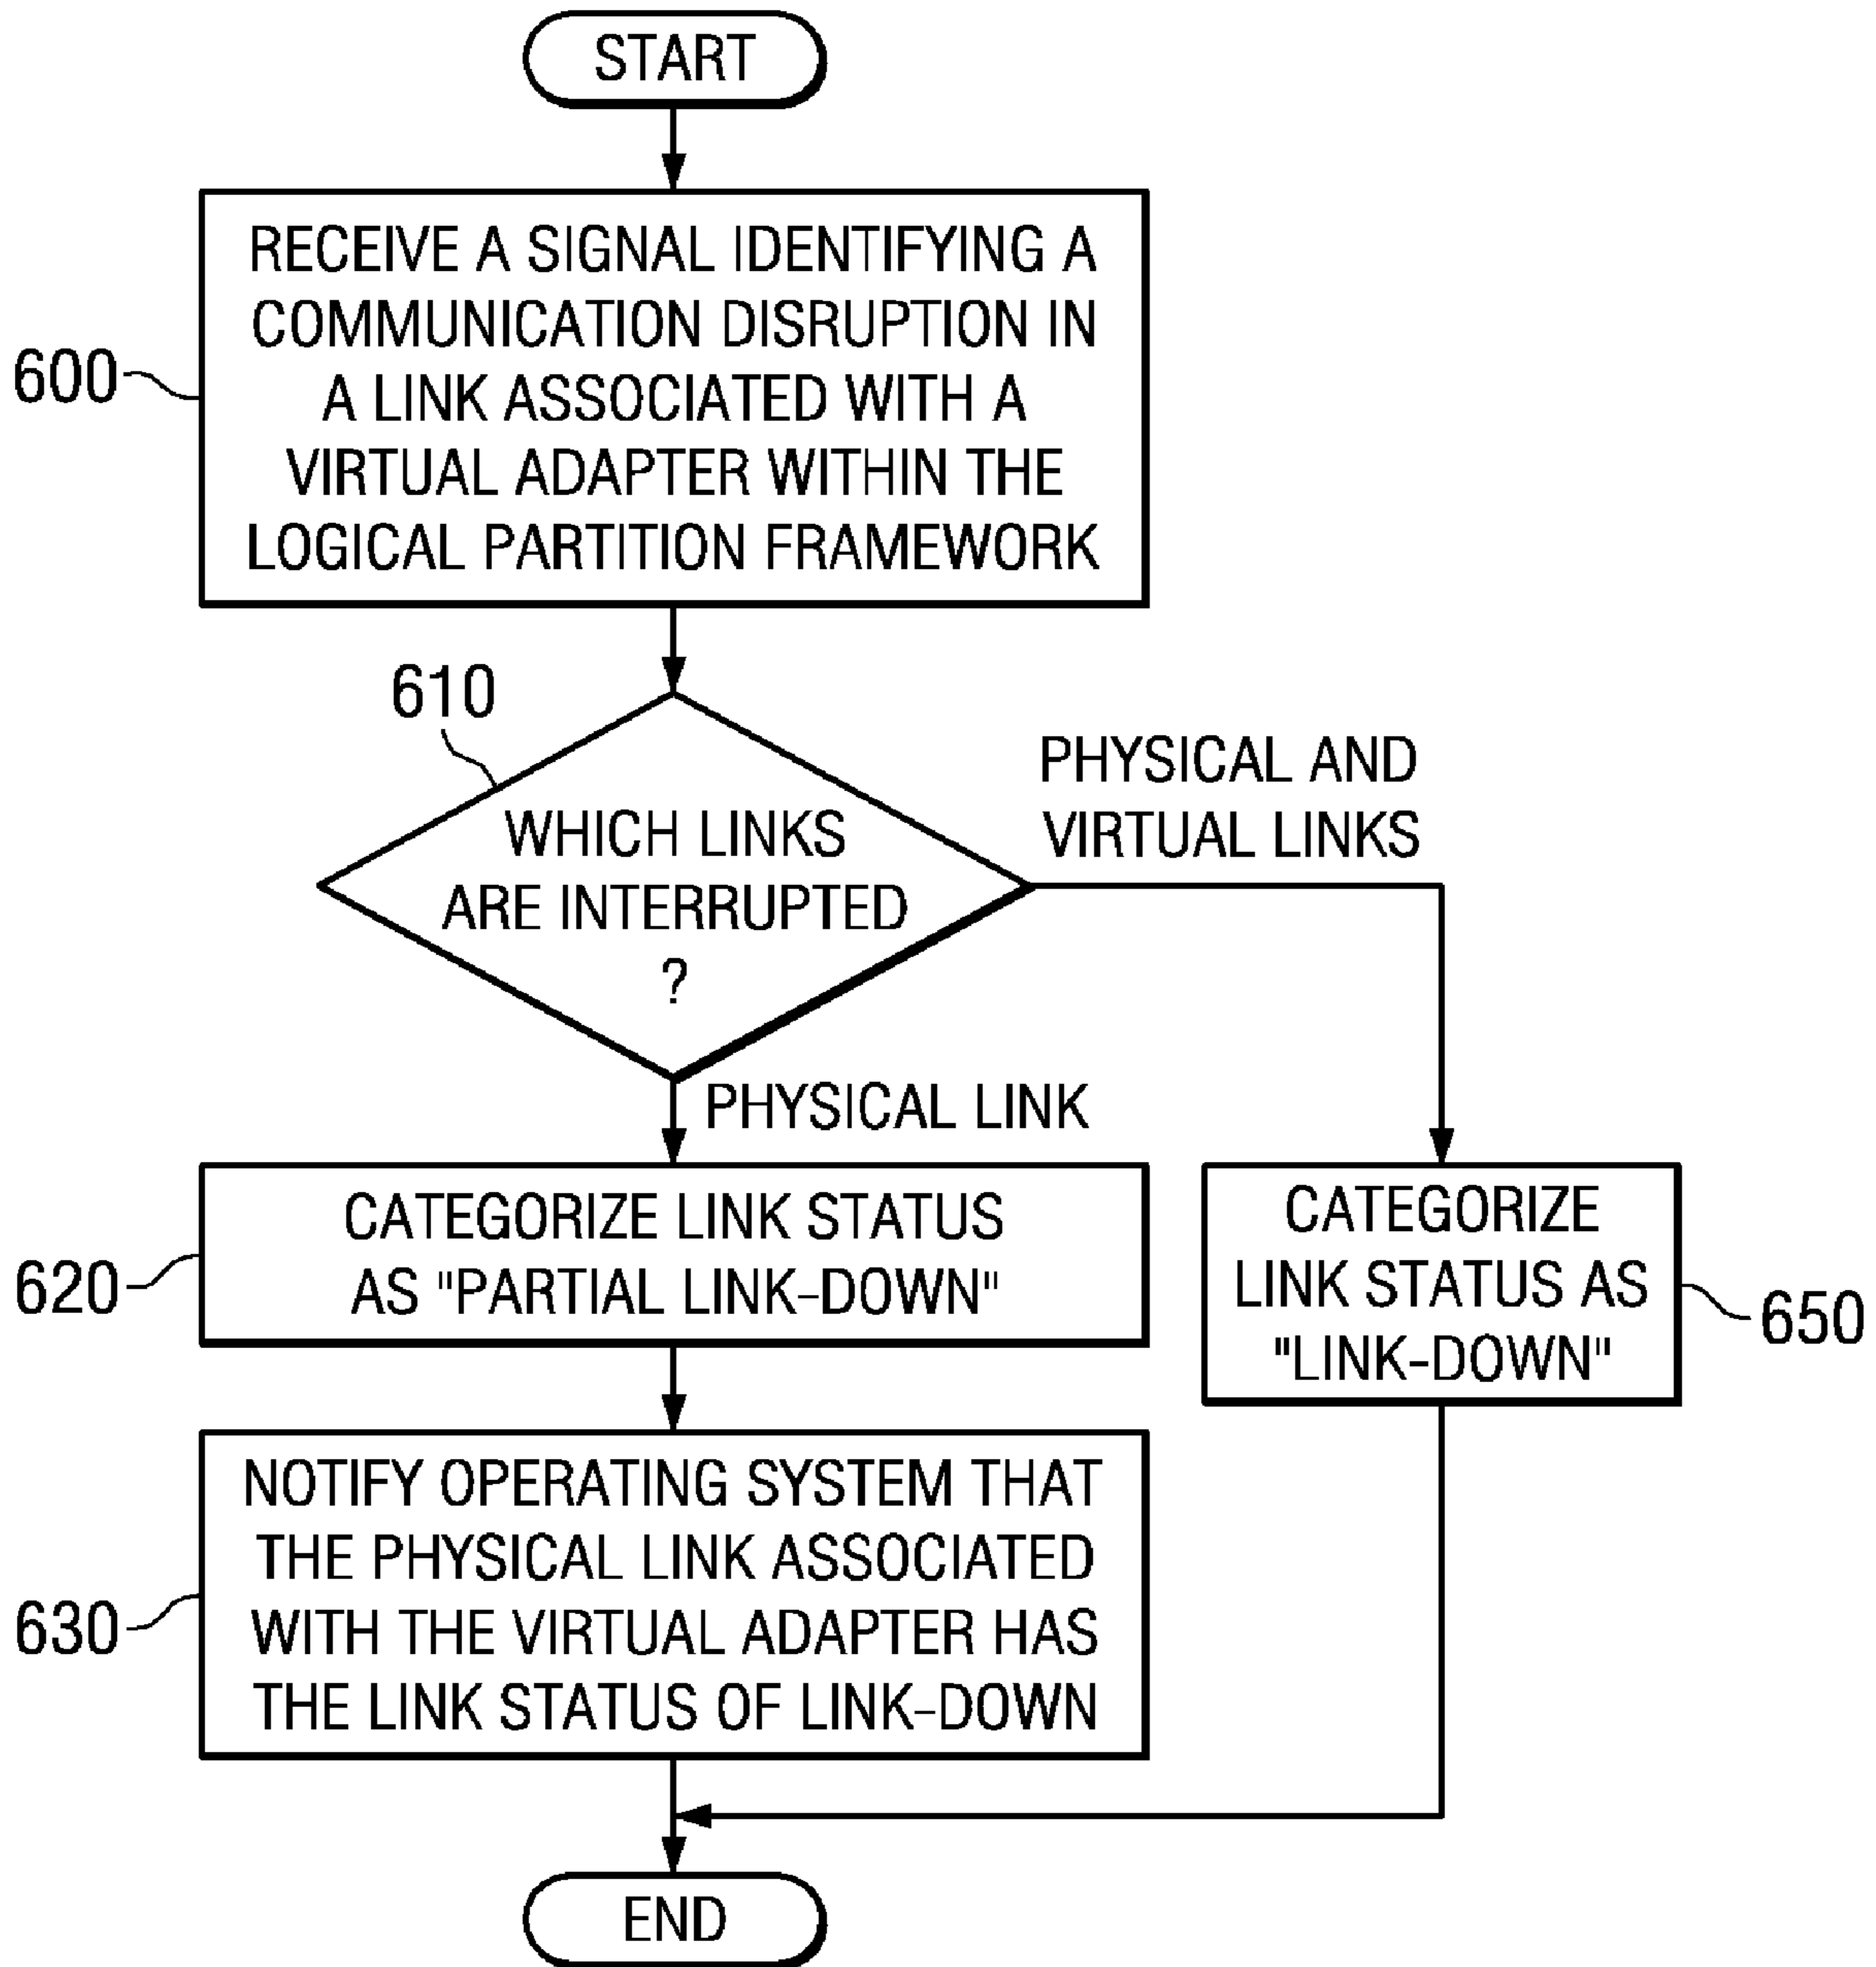 START
RECEIVE A SIGNAL IDENTIFYING A
COMMUNICATION DISRUPTION IN
A LINK ASSOCIATED WITH A
VIRTUAL ADAPTER WITHIN THE
LOGICAL PARTITION FRAMEWORK
600
610
WHICH LINKS
ARE INTERRUPTED
?
PHYSICAL AND
VIRTUAL LINKS
PHYSICAL LINK
CATEGORIZE LINK STATUS
AS "PARTIAL LINK-DOWN"
620
CATEGORIZE
LINK STATUS AS
"LINK-DOWN"
650
NOTIFY OPERATING SYSTEM THAT
THE PHYSICAL LINK ASSOCIATED
WITH THE VIRTUAL ADAPTER HAS
THE LINK STATUS OF LINK-DOWN
630
END